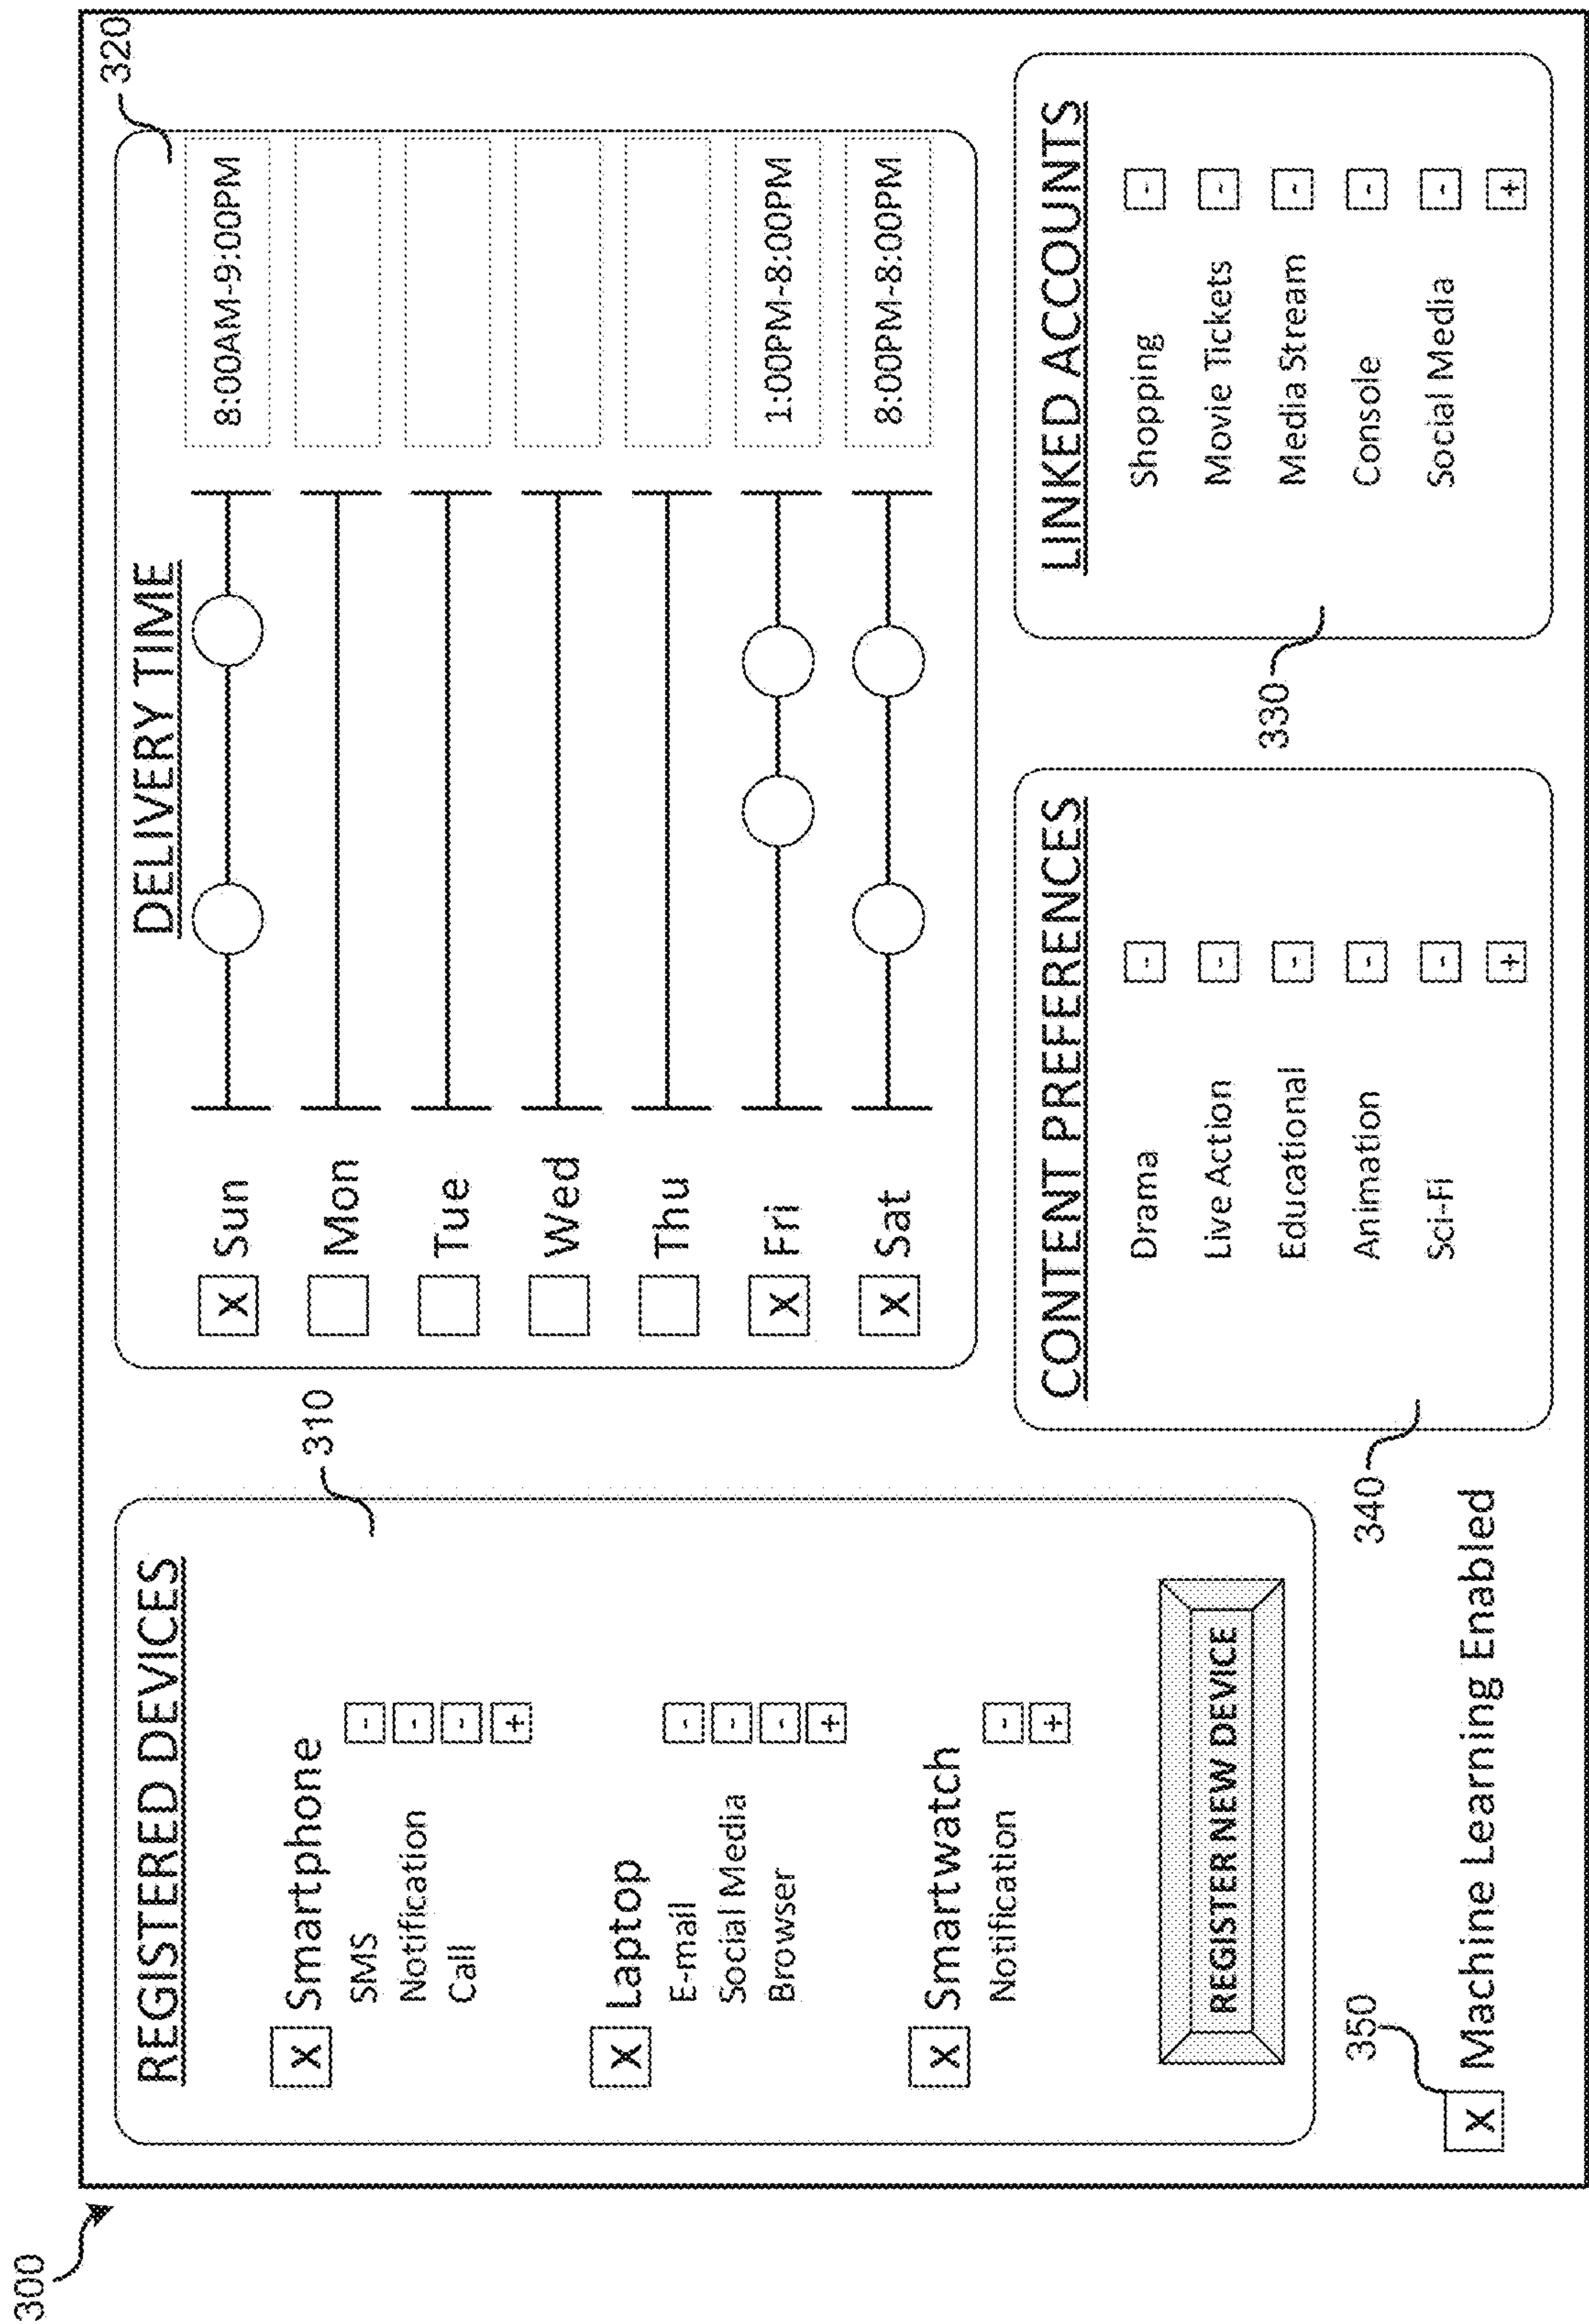 300
REGISTERED DEVICES
310
X Smartphone
SMS -
Notification -
Call -
+
X Laptop
E-mail -
Social Media -
Browser -
+
X Smartwatch
Notification -
+
REGISTER NEW DEVICE
350
X Machine Learning Enabled
320
DELIVERY TIME
X Sun 8:00AM-9:00PM
Mon
Tue
Wed
Thu
X Fri 1:00PM-8:00PM
X Sat 8:00PM-8:00PM
340
CONTENT PREFERENCES
Drama -
Live Action -
Educational -
Animation -
Sci-Fi -
+
330
LINKED ACCOUNTS
Shopping -
Movie Tickets -
Media Stream -
Console -
Social Media -
+